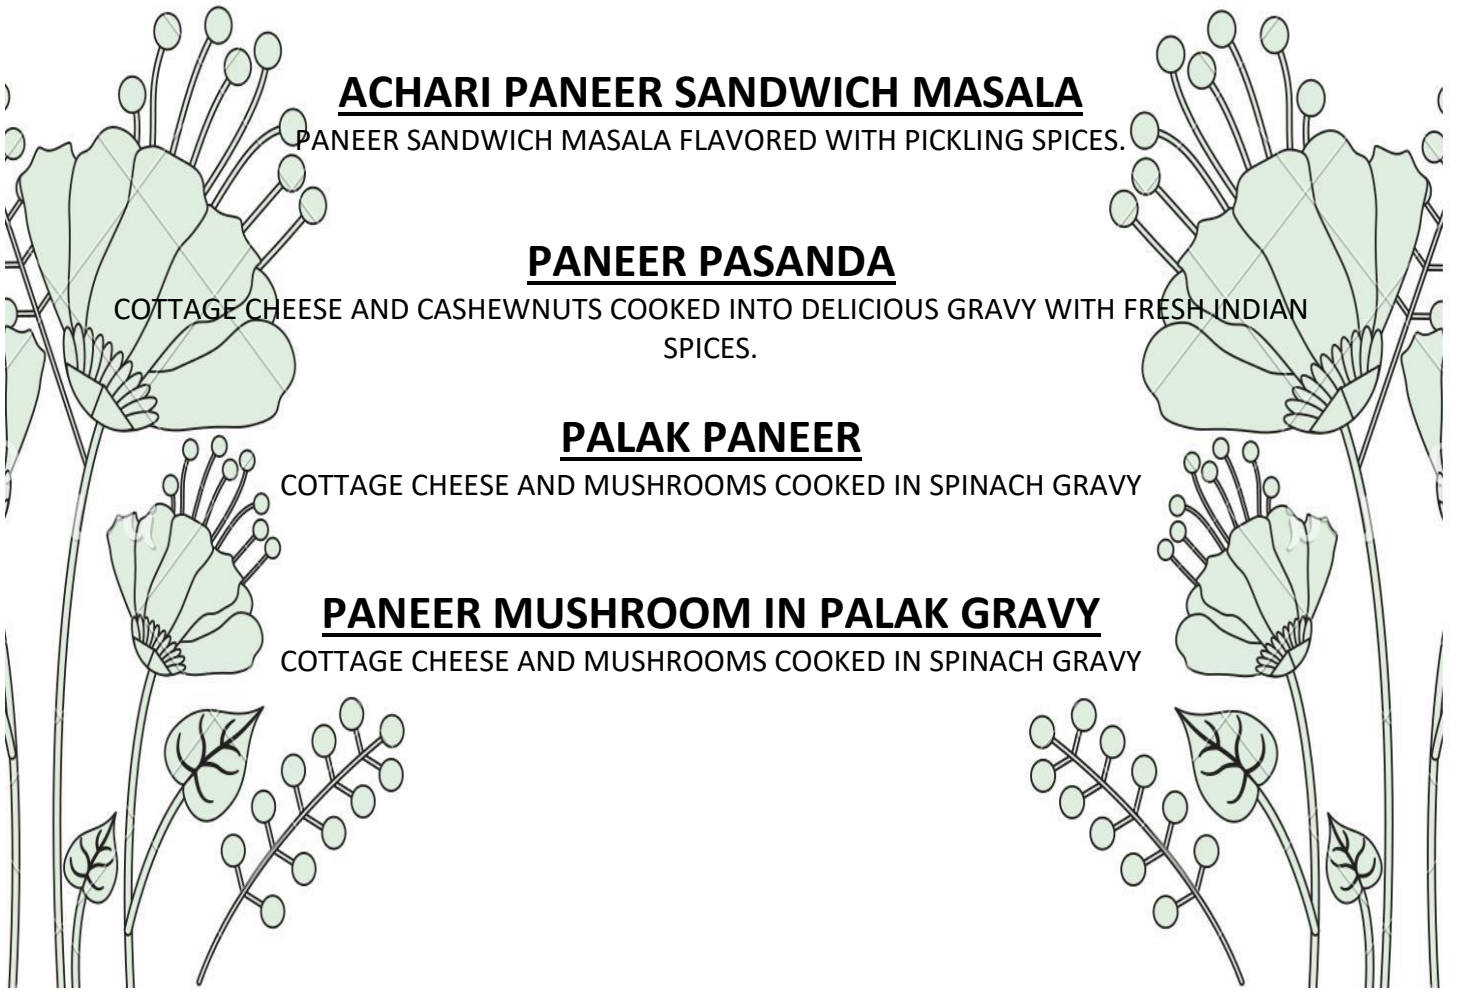 ACHARI PANEER SANDWICH MASALA
PANEER SANDWICH MASALA FLAVORED WITH PICKLING SPICES.
PANEER PASANDA
COTTAGE CHEESE AND CASHEWNUTS COOKED INTO DELICIOUS GRAVY WITH FRESH INDIAN
SPICES.
PALAK PANEER
COTTAGE CHEESE AND MUSHROOMS COOKED IN SPINACH GRAVY
PANEER MUSHROOM IN PALAK GRAVY
COTTAGE CHEESE AND MUSHROOMS COOKED IN SPINACH GRAVY